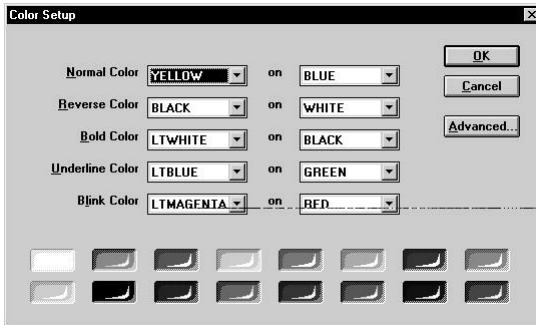 Color Setup
OK
Normal Color YELLOW on BLUE
Cancel
Reverse Color BLACK on WHITE
Advanced...
Bold Color LTWHITE on BLACK
Underline Color LTBLUE on GREEN
Blink Color LTMAGENTA on RED